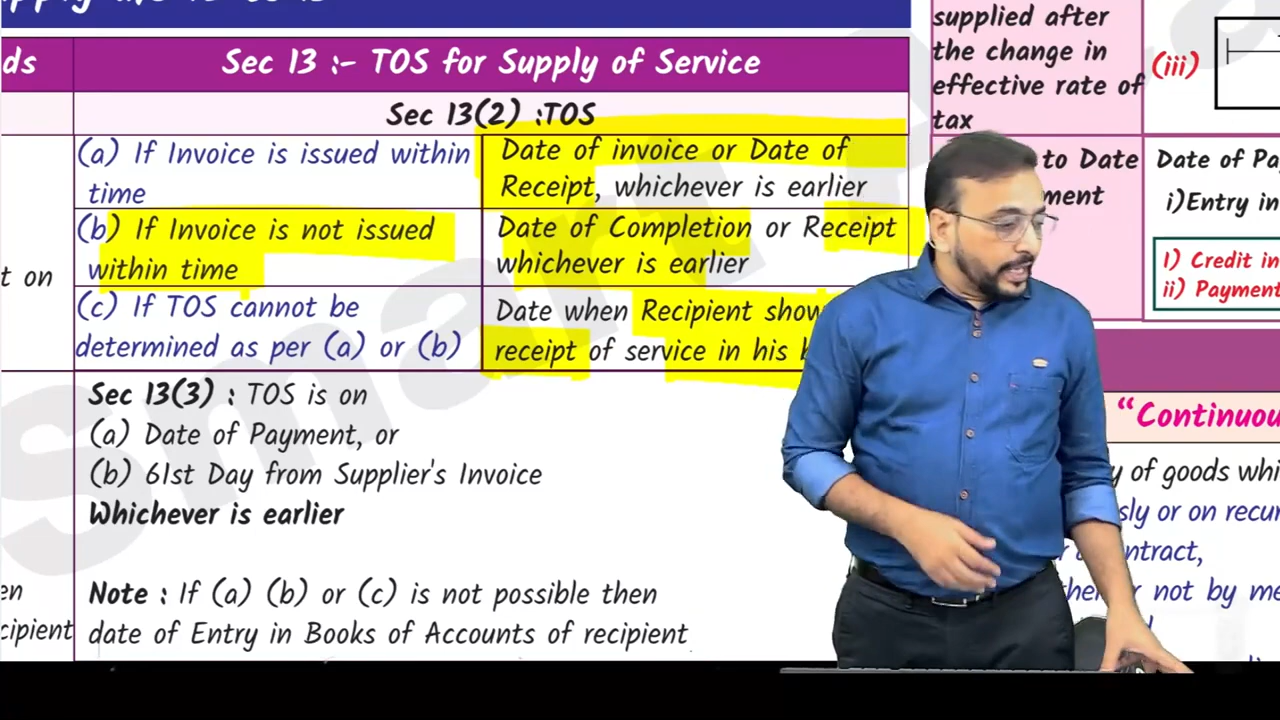 ds
Sec 13 :- TOS for Supply of Service
Sec 13(2) :TOS
(a) If Invoice is issued within
time
Date of invoice or Date of
Receipt, whichever is earlier
(b) If Invoice is not issued
within time
Date of Completion or Receipt
whichever is earlier
t on
(c) If TOS cannot be
determined as per (a) or (b)
Date when Recipient show
receipt of service in his
Sec 13(3) : TOS is on
(a) Date of Payment, or
(b) 61st Day from Supplier's Invoice
Whichever is earlier
Note : If (a) (b) or (c) is not possible then
date of Entry in Books of Accounts of recipient
en
cipient
supplied after
the change in
effective rate of
tax
(iii)
to Date
ment
Date of Pa
i)Entry in
1) Credit in
ii) Payment
"Continuou
y of goods whi
sly or on recur
ntract,
or not by me